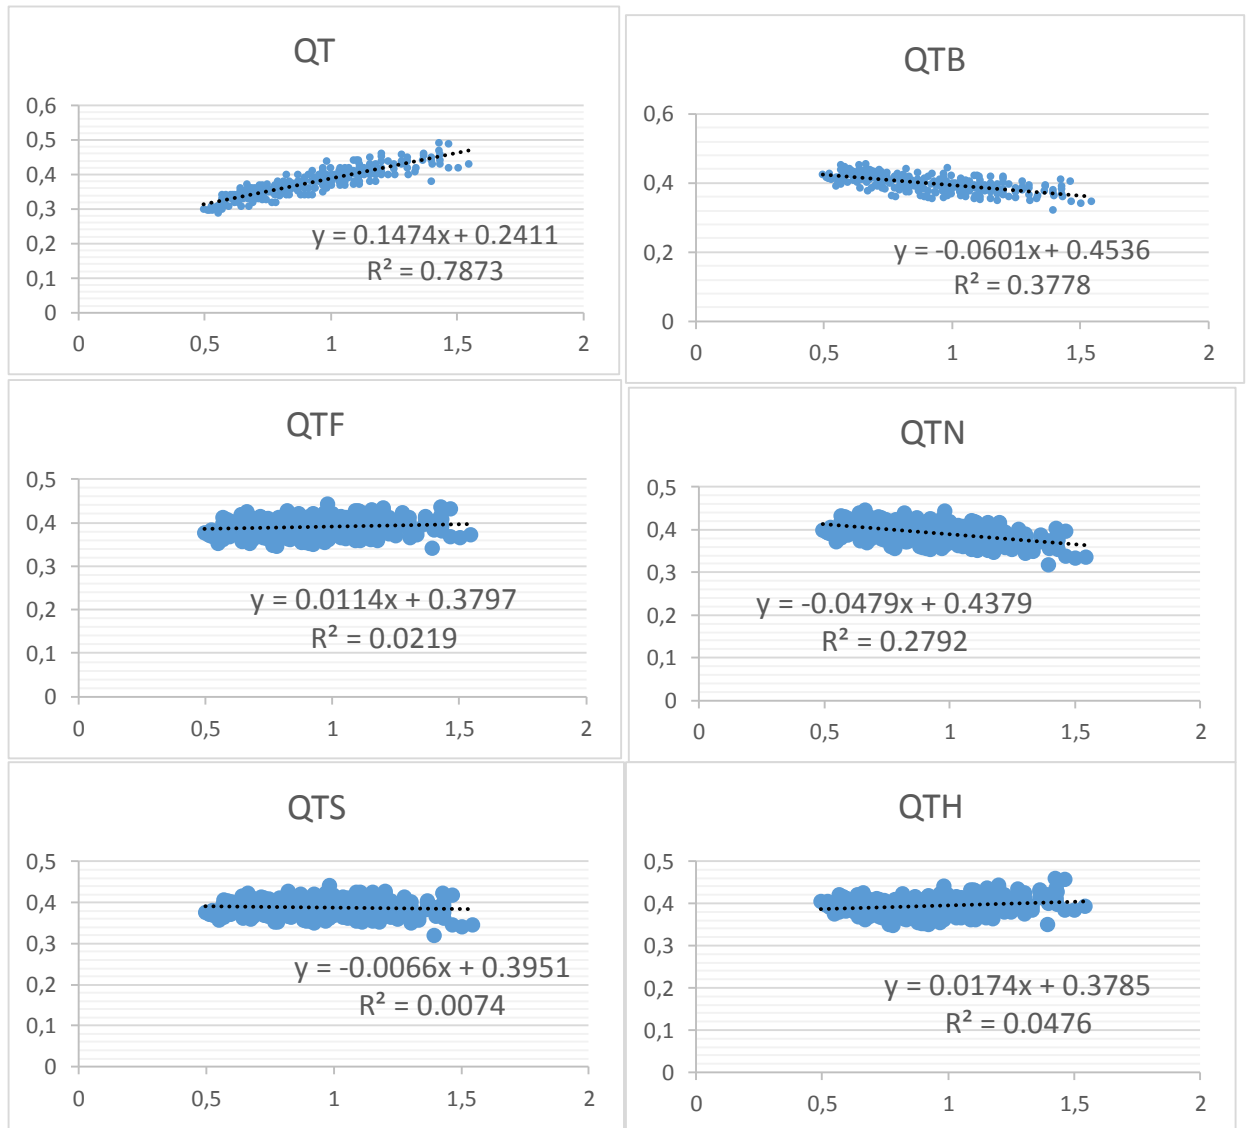 QT
0,6
0,5
0,4
0,3
0,2
0,1
0
y = 0.1474x + 0.2411
R² = 0.7873
0 0,5 1 1,5 2
QTB
0,6
0,4
0,2
0
y = -0.0601x + 0.4536
R² = 0.3778
0 0,5 1 1,5 2
QTF
0,5
0,4
0,3
0,2
0,1
0
y = 0.0114x + 0.3797
R² = 0.0219
0 0,5 1 1,5 2
QTN
0,5
0,4
0,3
0,2
0,1
0
y = -0.0479x + 0.4379
R² = 0.2792
0 0,5 1 1,5 2
QTS
0,5
0,4
0,3
0,2
0,1
0
y = -0.0066x + 0.3951
R² = 0.0074
0 0,5 1 1,5 2
QTH
0,5
0,4
0,3
0,2
0,1
0
y = 0.0174x + 0.3785
R² = 0.0476
0 0,5 1 1,5 2